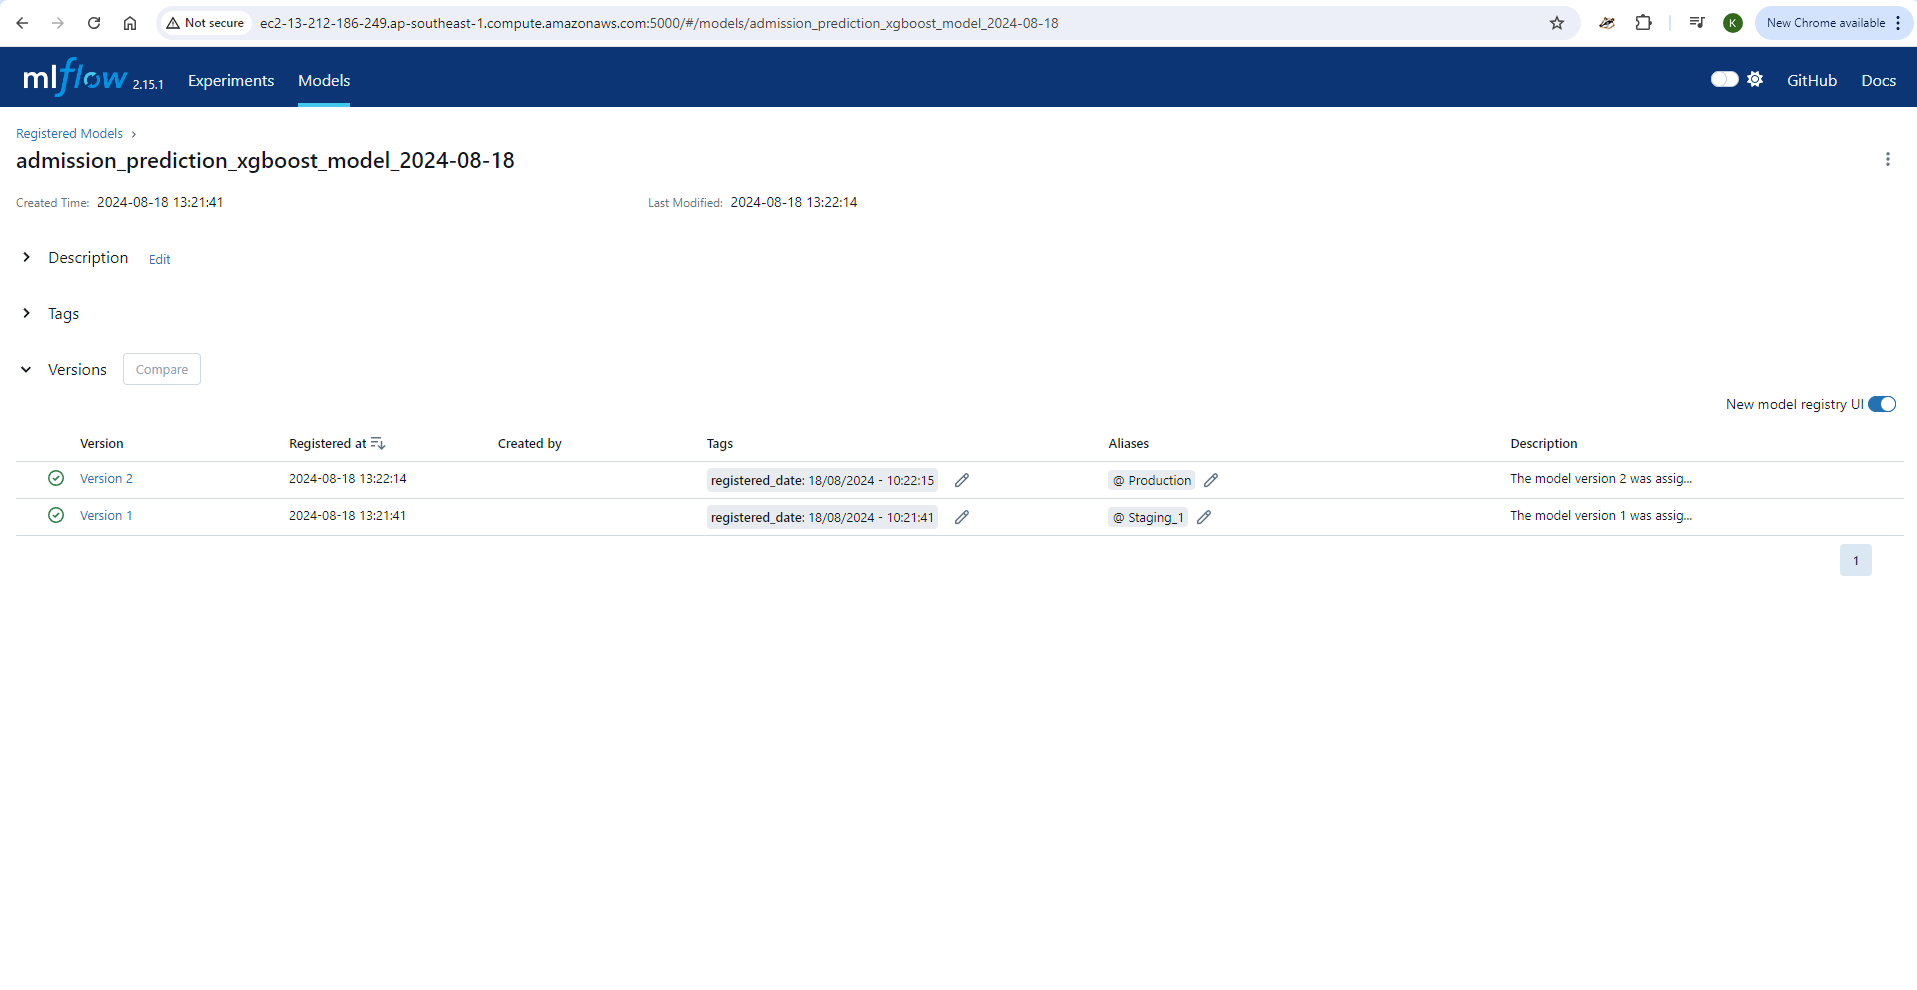 Not secure ec2-13-212-186-249.ap-southeast-1.compute.amazonaws.com:5000/#/models/admission_prediction_xgboost_model_2024-08-18 K New Chrome available
mlflow 2.15.1 Experiments Models GitHub Docs
Registered Models
admission_prediction_xgboost_model_2024-08-18
Created Time: 2024-08-18 13:21:41 Last Modified: 2024-08-18 13:22:14
Description Edit
Tags
Versions Compare
New model registry UI
Version Registered at Created by Tags Aliases Description
Version 2 2024-08-18 13:22:14 registered_date: 18/08/2024 - 10:22:15 @ Production The model version 2 was assig...
Version 1 2024-08-18 13:21:41 registered_date: 18/08/2024 - 10:21:41 @ Staging_1 The model version 1 was assig...
1